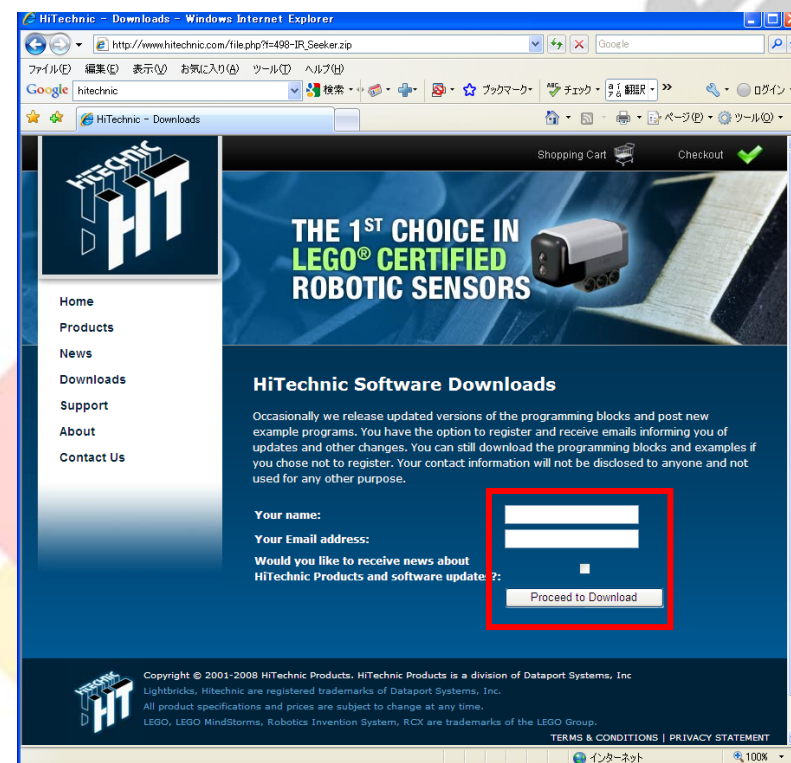 HiTechnic - Downloads - Windows Internet Explorer
http://www.hitechnic.com/file.php?f=498-IR_Seeker.zip
Google
ファイル(F) 編集(E) 表示(V) お気に入り(A) ツール(T) ヘルプ(H)
Google hitechnic 検索 ブックマーク チェック 翻訳 ログイン
HiTechnic - Downloads ページ(P) ツール(O)
HiTECHNIC
HT
Shopping Cart Checkout
THE 1ST CHOICE IN
LEGO® CERTIFIED
ROBOTIC SENSORS
Home
Products
News
Downloads
Support
About
Contact Us
HiTechnic Software Downloads
Occasionally we release updated versions of the programming blocks and post new
example programs. You have the option to register and receive emails informing you of
updates and other changes. You can still download the programming blocks and examples if
you chose not to register. Your contact information will not be disclosed to anyone and not
used for any other purpose.
Your name:
Your Email address:
Would you like to receive news about
HiTechnic Products and software updates?:
Proceed to Download
HiTECHNIC
HT
Copyright © 2001-2008 HiTechnic Products. HiTechnic Products is a division of Dataport Systems, Inc
Lightbricks, Hitechnic are registered trademarks of Dataport Systems, Inc.
All product specifications and prices are subject to change at any time.
LEGO, LEGO MindStorms, Robotics Invention System, RCX are trademarks of the LEGO Group.
TERMS & CONDITIONS | PRIVACY STATEMENT
インターネット 100%